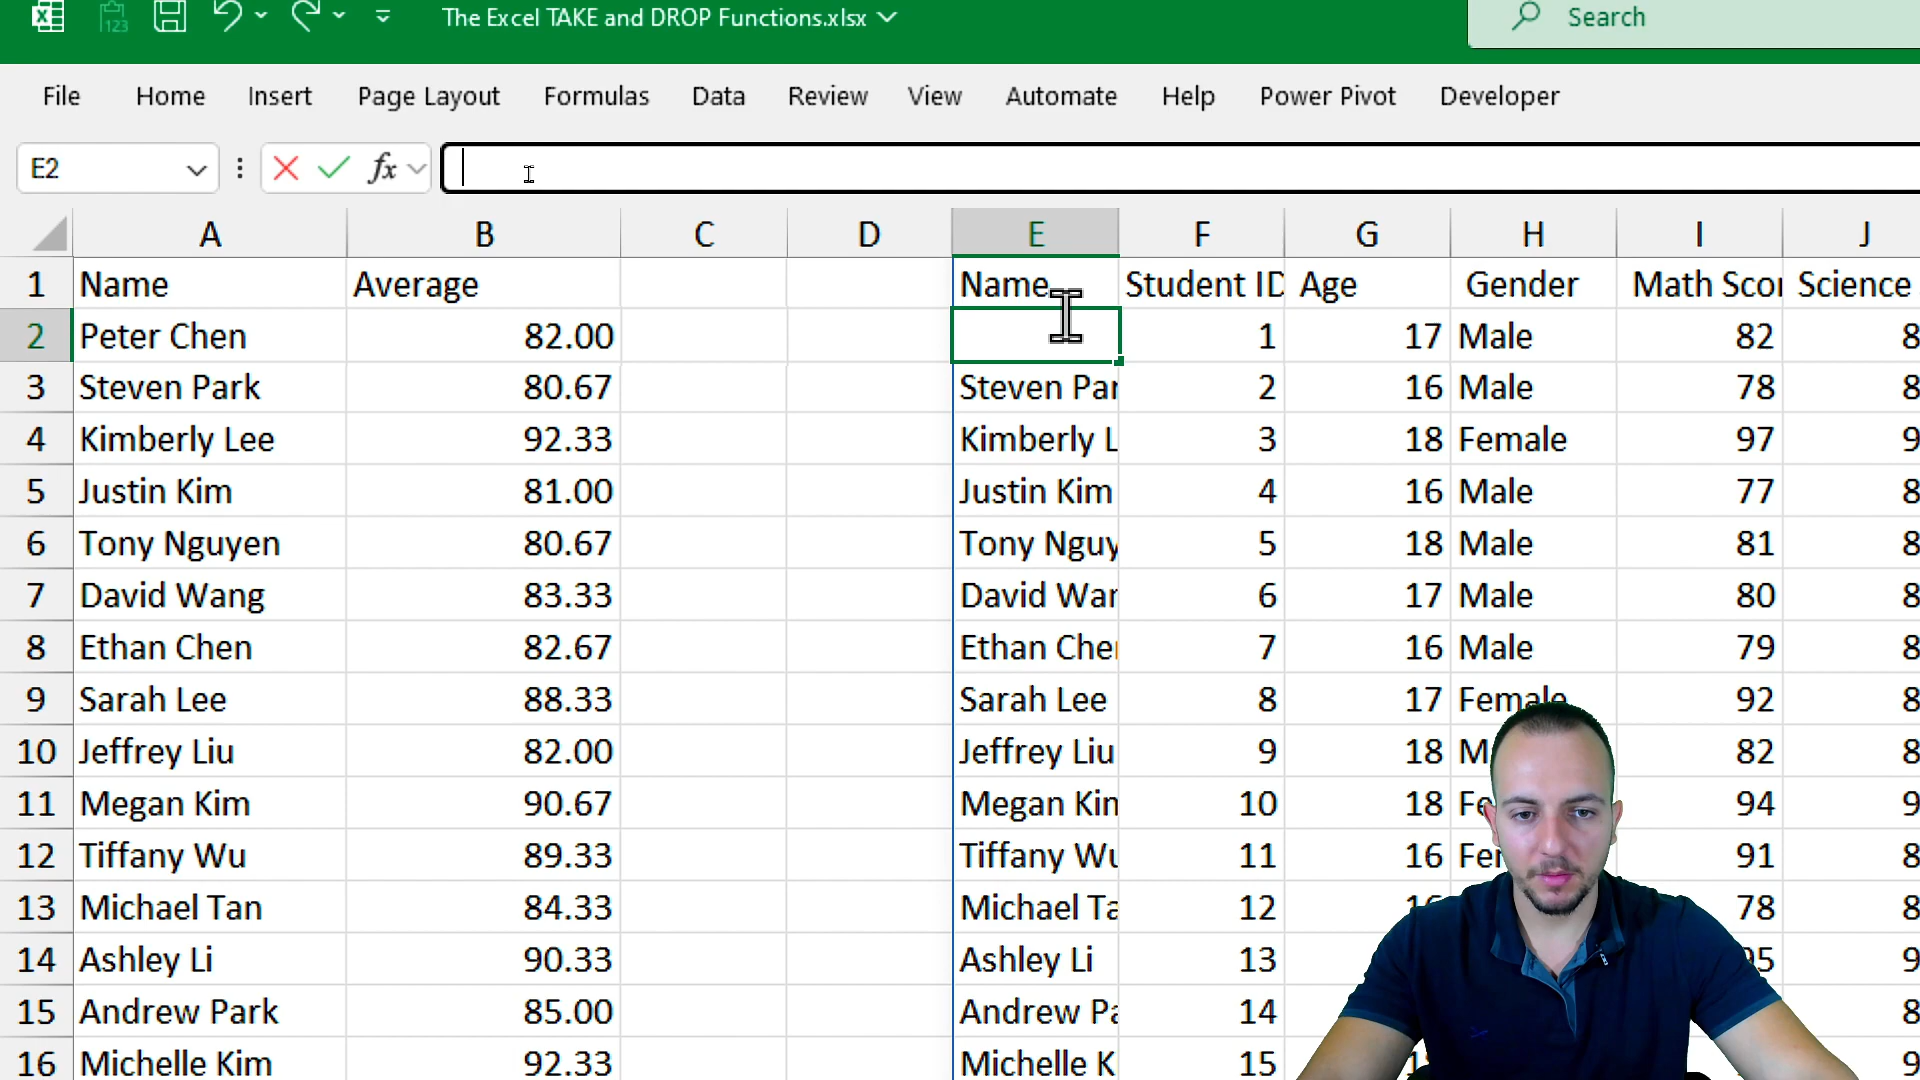 The Excel TAKE and DROP Functions.xlsx
Search
File Home Insert Page Layout Formulas Data Review View Automate Help Power Pivot Developer
E2 fx
A B C D E F G H I J
1 Name Average Name Student ID Age Gender Math Scor Science
2 Peter Chen 82.00 1 17 Male 82 8
3 Steven Park 80.67 Steven Par 2 16 Male 78 8
4 Kimberly Lee 92.33 Kimberly L 3 18 Female 97 9
5 Justin Kim 81.00 Justin Kim 4 16 Male 77 8
6 Tony Nguyen 80.67 Tony Nguy 5 18 Male 81 8
7 David Wang 83.33 David War 6 17 Male 80 8
8 Ethan Chen 82.67 Ethan Che 7 16 Male 79 8
9 Sarah Lee 88.33 Sarah Lee 8 17 Female 92 8
10 Jeffrey Liu 82.00 Jeffrey Liu 9 18 M 82 8
11 Megan Kim 90.67 Megan Kin 10 18 Fe 94 9
12 Tiffany Wu 89.33 Tiffany Wu 11 16 Fe 91 8
13 Michael Tan 84.33 Michael Ta 12 16 78 8
14 Ashley Li 90.33 Ashley Li 13 95 9
15 Andrew Park 85.00 Andrew Pa 14 8
16 Michelle Kim 92.33 Michelle K 15 9